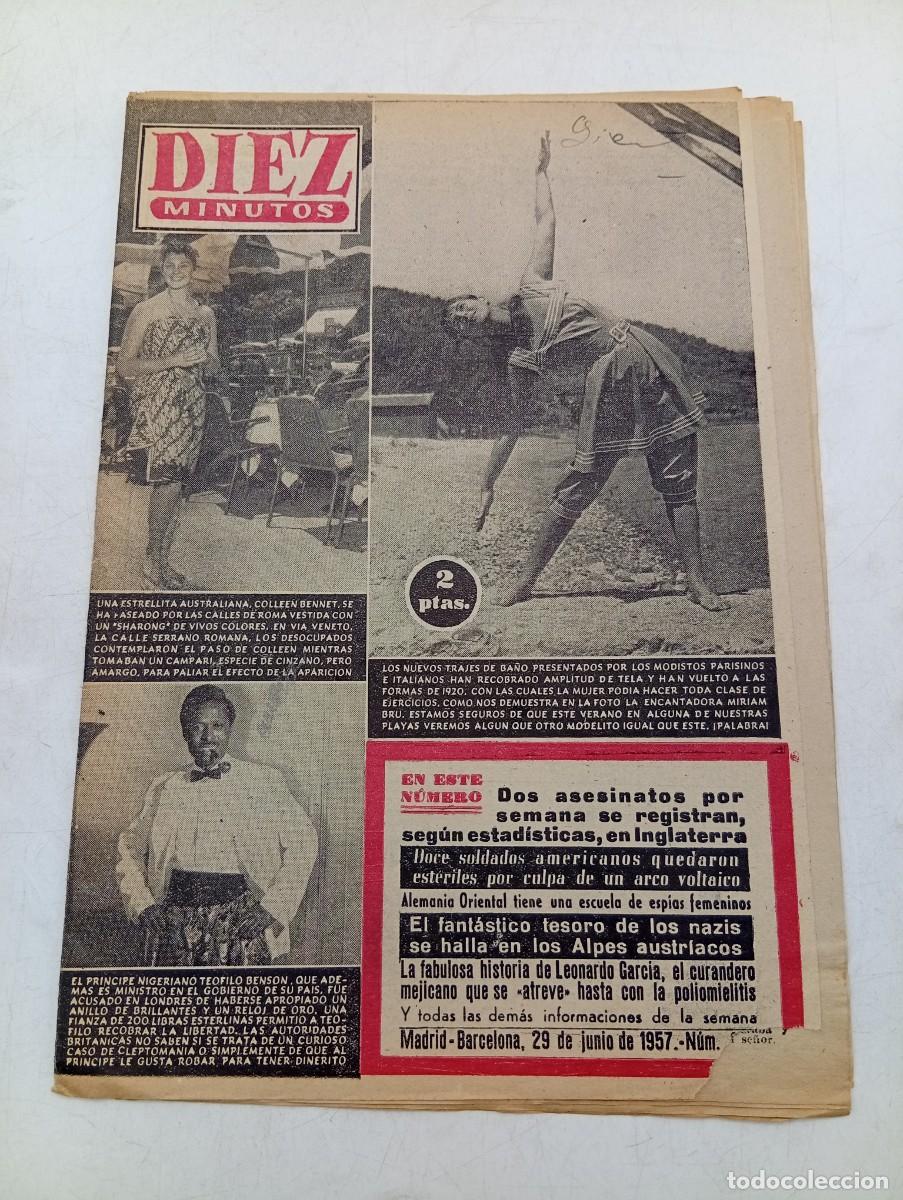 DIEZ
MINUTOS
2
ptas.
UNA ESTRELLITA AUSTRALIANA, COLLEEN BENNET, SE
HA PASEADO POR LAS CALLES DE ROMA VESTIDA CON
UN "SHARONG" DE VIVOS COLORES. EN VIA VENETO,
LA CALLE SERRANO ROMANA, LOS DESOCUPADOS
CONTEMPLARON EL PASO DE COLLEEN MIENTRAS
TOMABAN UN CAMPARI, ESPECIE DE CINZANO, PERO
AMARGO, PARA PALIAR EL EFECTO DE LA APARICION
LOS NUEVOS TRAJES DE BAÑO PRESENTADOS POR LOS MODISTOS PARISINOS
E ITALIANOS HAN RECOBRADO AMPLITUD DE TELA Y HAN VUELTO A LAS
FORMAS DE 1920, CON LAS CUALES LA MUJER PODIA HACER TODA CLASE DE
EJERCICIOS. COMO NOS DEMUESTRA EN LA FOTO LA ENCANTADORA MIRIAM
BRU. ESTAMOS SEGUROS DE QUE ESTE VERANO EN ALGUNA DE NUESTRAS
PLAYAS VEREMOS ALGUN QUE OTRO MODELITO IGUAL QUE ESTE. ¡PALABRA!
EL PRINCIPE NIGERIANO TEOFILO BENSON, QUE ADE-
MAS ES MINISTRO EN EL GOBIERNO DE SU PAIS, FUE
ACUSADO EN LONDRES DE HABERSE APROPIADO UN
ANILLO DE BRILLANTES Y UN RELOJ DE ORO. UNA
FIANZA DE 200 LIBRAS ESTERLINAS PERMITIO A TEO-
FILO RECOBRAR LA LIBERTAD. LAS AUTORIDADES
BRITANICAS NO SABEN SI SE TRATA DE UN CURIOSO
CASO DE CLEPTOMANIA O SIMPLEMENTE DE QUE AL
PRINCIPE LE GUSTA ROBAR PARA TENER DINERITO
EN ESTE
NÚMERO
Dos asesinatos por
semana se registran,
según estadísticas, en Inglaterra
Doce soldados americanos quedaron
estériles por culpa de un arco voltaico
Alemania Oriental tiene una escuela de espías femeninos
El fantástico tesoro de los nazis
se halla en los Alpes austríacos
La fabulosa historia de Leonardo García, el curandero
mejicano que se «atreve» hasta con la poliomielitis
Y todas las demás informaciones de la semana
Madrid-Barcelona, 29 de junio de 1957.-Núm.
señor.
todocoleccion